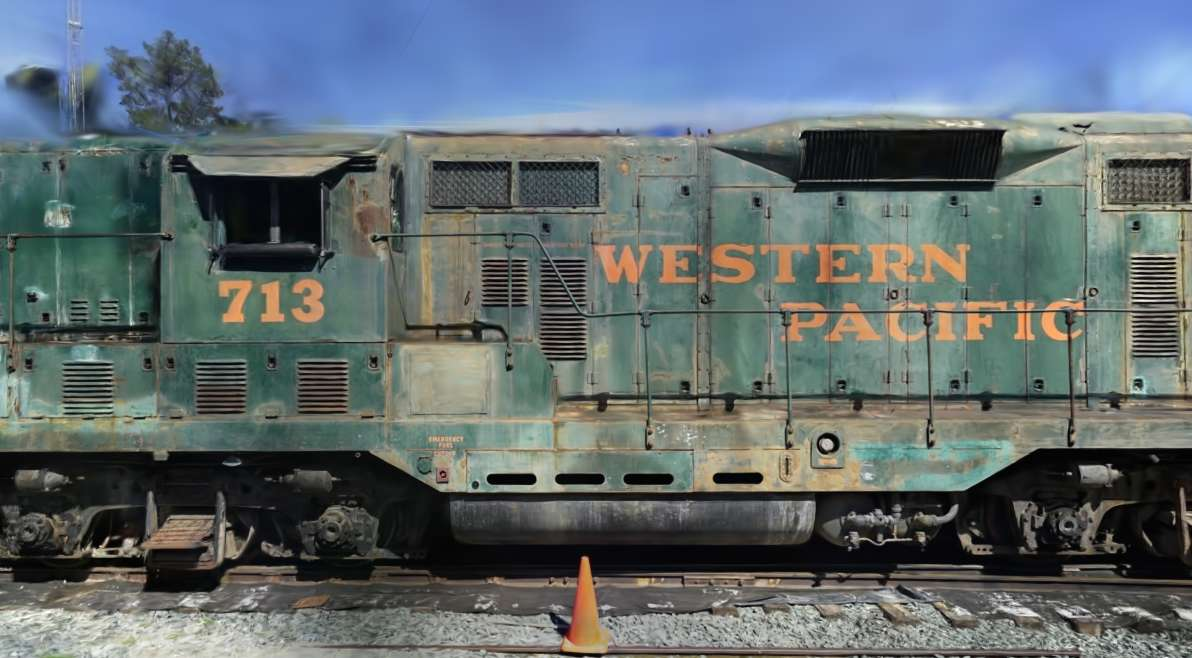 WESTERN
713
PACIFIC
EMERGENCY
FUEL